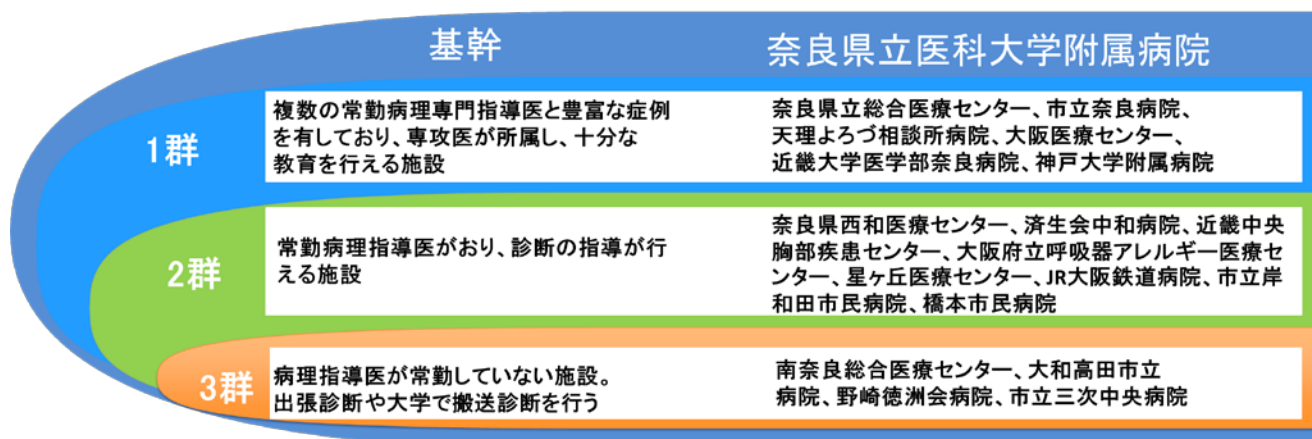 基幹
奈良県立医科大学附属病院
1群
複数の常勤病理専門指導医と豊富な症例
を有しており、専攻医が所属し、十分な
教育を行える施設
奈良県立総合医療センター、市立奈良病院、
天理よろづ相談所病院、大阪医療センター、
近畿大学医学部奈良病院、神戸大学附属病院
2群
常勤病理指導医がおり、診断の指導が行
える施設
奈良県西和医療センター、済生会中和病院、近畿中央
胸部疾患センター、大阪府立呼吸器アレルギー医療セ
ンター、星ヶ丘医療センター、JR大阪鉄道病院、市立岸
和田市民病院、橋本市民病院
3群
病理指導医が常勤していない施設。
出張診断や大学で搬送診断を行う
南奈良総合医療センター、大和高田市立
病院、野崎徳洲会病院、市立三次中央病院